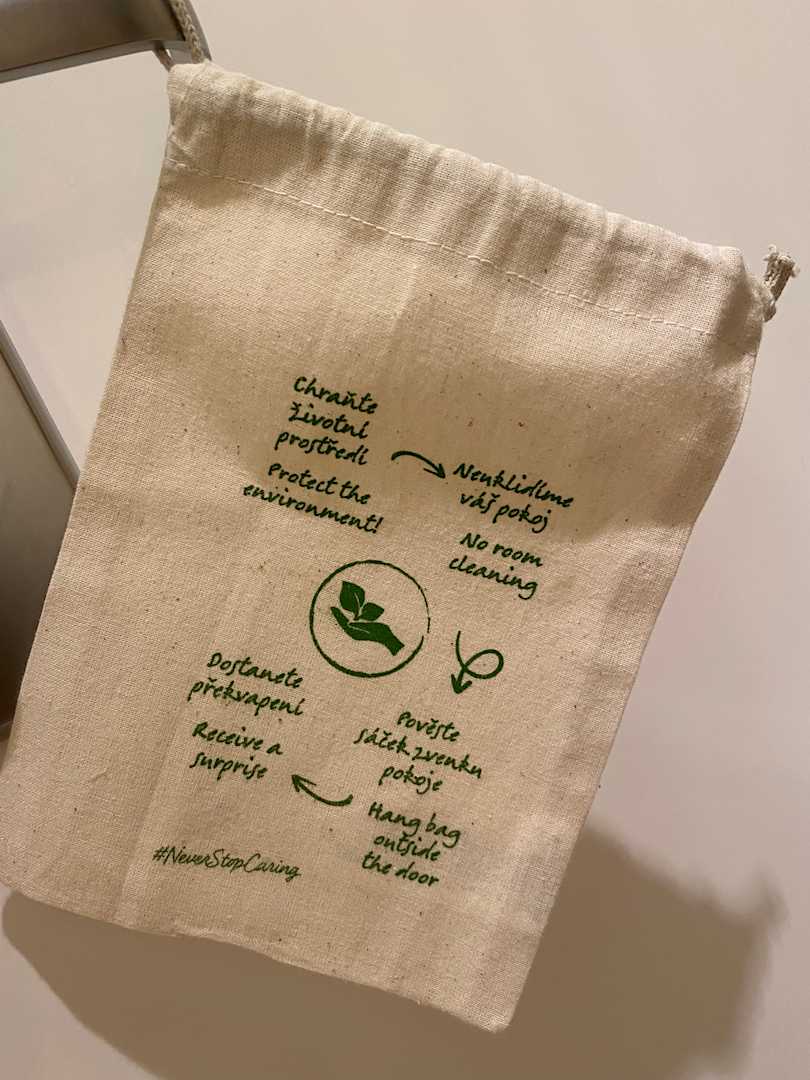 Chraňte
životní
prostředí
Protect the
environment!
Neuklidíme
váš pokoj
No room
cleaning
Pověste
sáček zvenku
pokoje
Hang bag
outside
the door
Dostanete
překvapení
Receive a
surprise
#NeverStopCaring